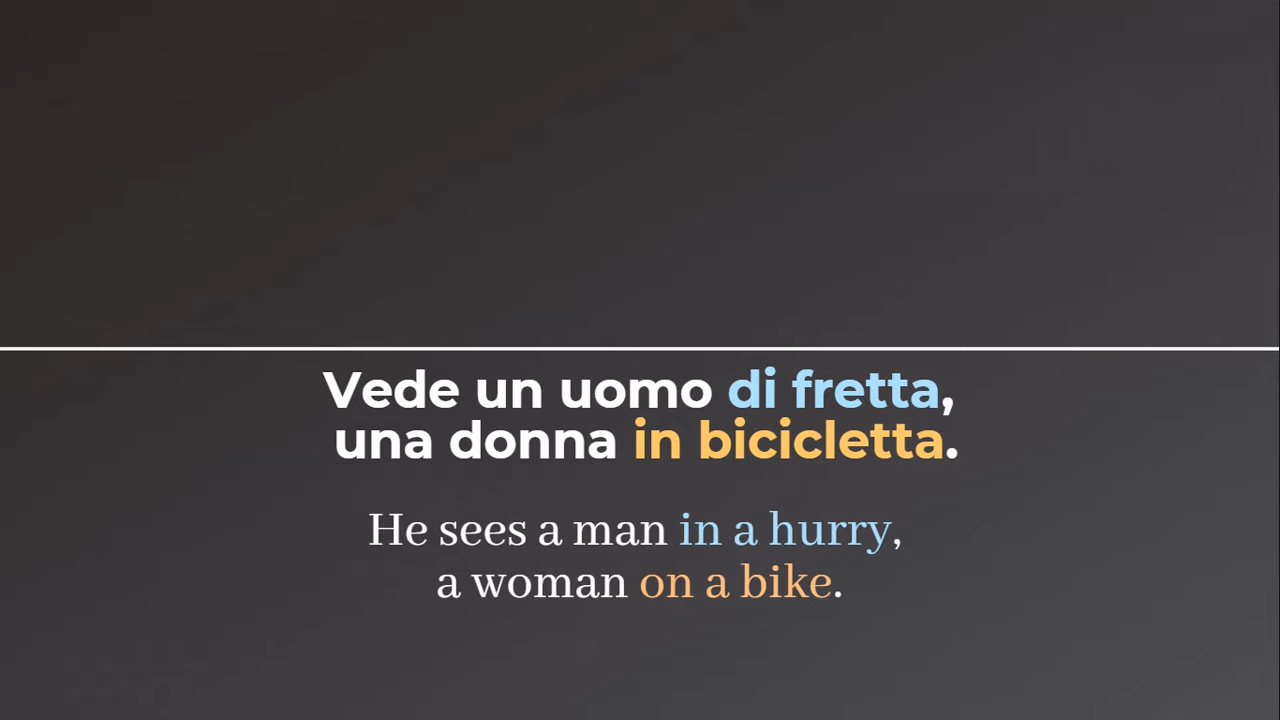 Vede un uomo di fretta,
una donna in bicicletta.
He sees a man in a hurry,
a woman on a bike.